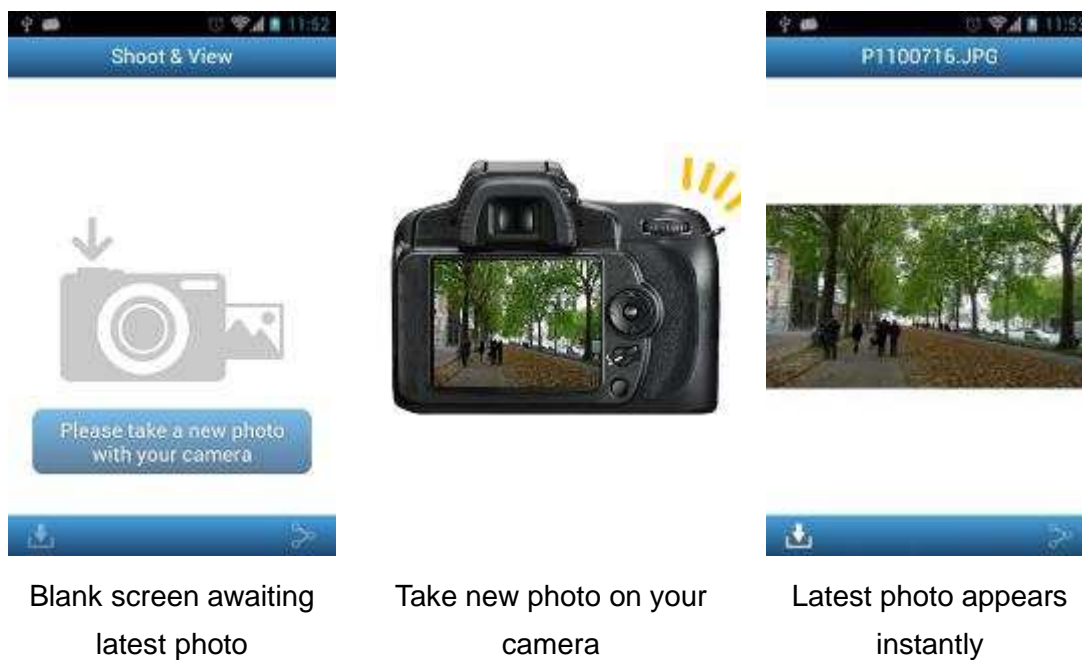 11:52
Shoot & View
Please take a new photo
with your camera
Blank screen awaiting
latest photo
Take new photo on your
camera
P1100716.JPG
Latest photo appears
instantly